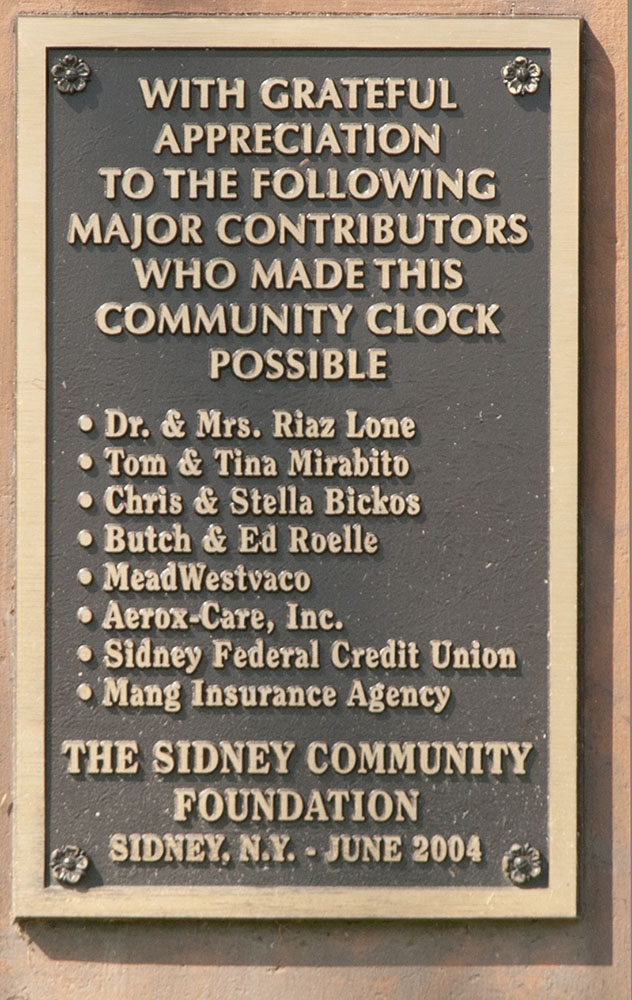 WITH GRATEFUL
APPRECIATION
TO THE FOLLOWING
MAJOR CONTRIBUTORS
WHO MADE THIS
COMMUNITY CLOCK
POSSIBLE
• Dr. & Mrs. Riaz Lone
• Tom & Tina Mirabito
• Chris & Stella Bickos
• Butch & Ed Roelle
• MeadWestvaco
• Aerox-Care, Inc.
• Sidney Federal Credit Union
• Mang Insurance Agency
THE SIDNEY COMMUNITY
FOUNDATION
SIDNEY, N.Y. - JUNE 2004